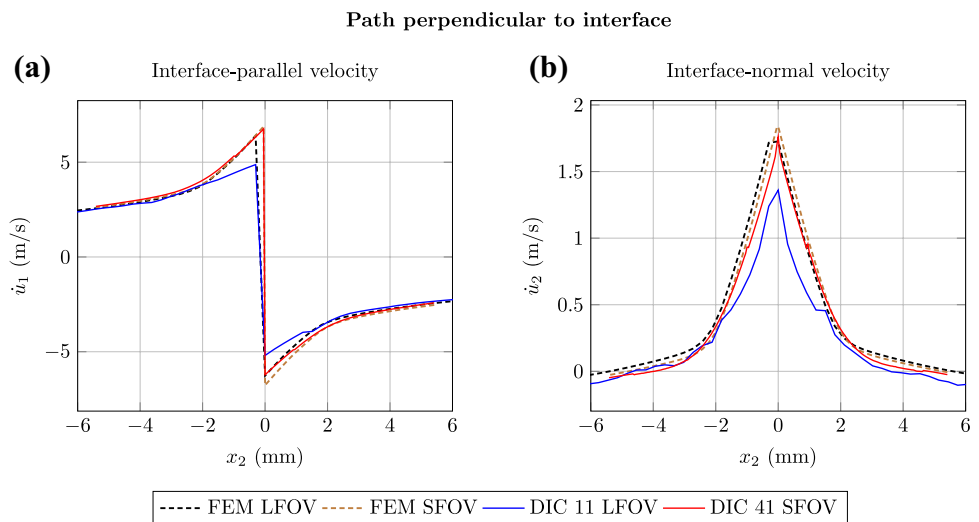 Path perpendicular to interface
(a) Interface-parallel velocity
5
0
−5
−6 −4 −2 0 2 4 6
u̇₁ (m/s)
x₂ (mm)
(b) Interface-normal velocity
2
1.5
1
0.5
0
−6 −4 −2 0 2 4 6
u̇₂ (m/s)
x₂ (mm)
FEM LFOV FEM SFOV DIC 11 LFOV DIC 41 SFOV